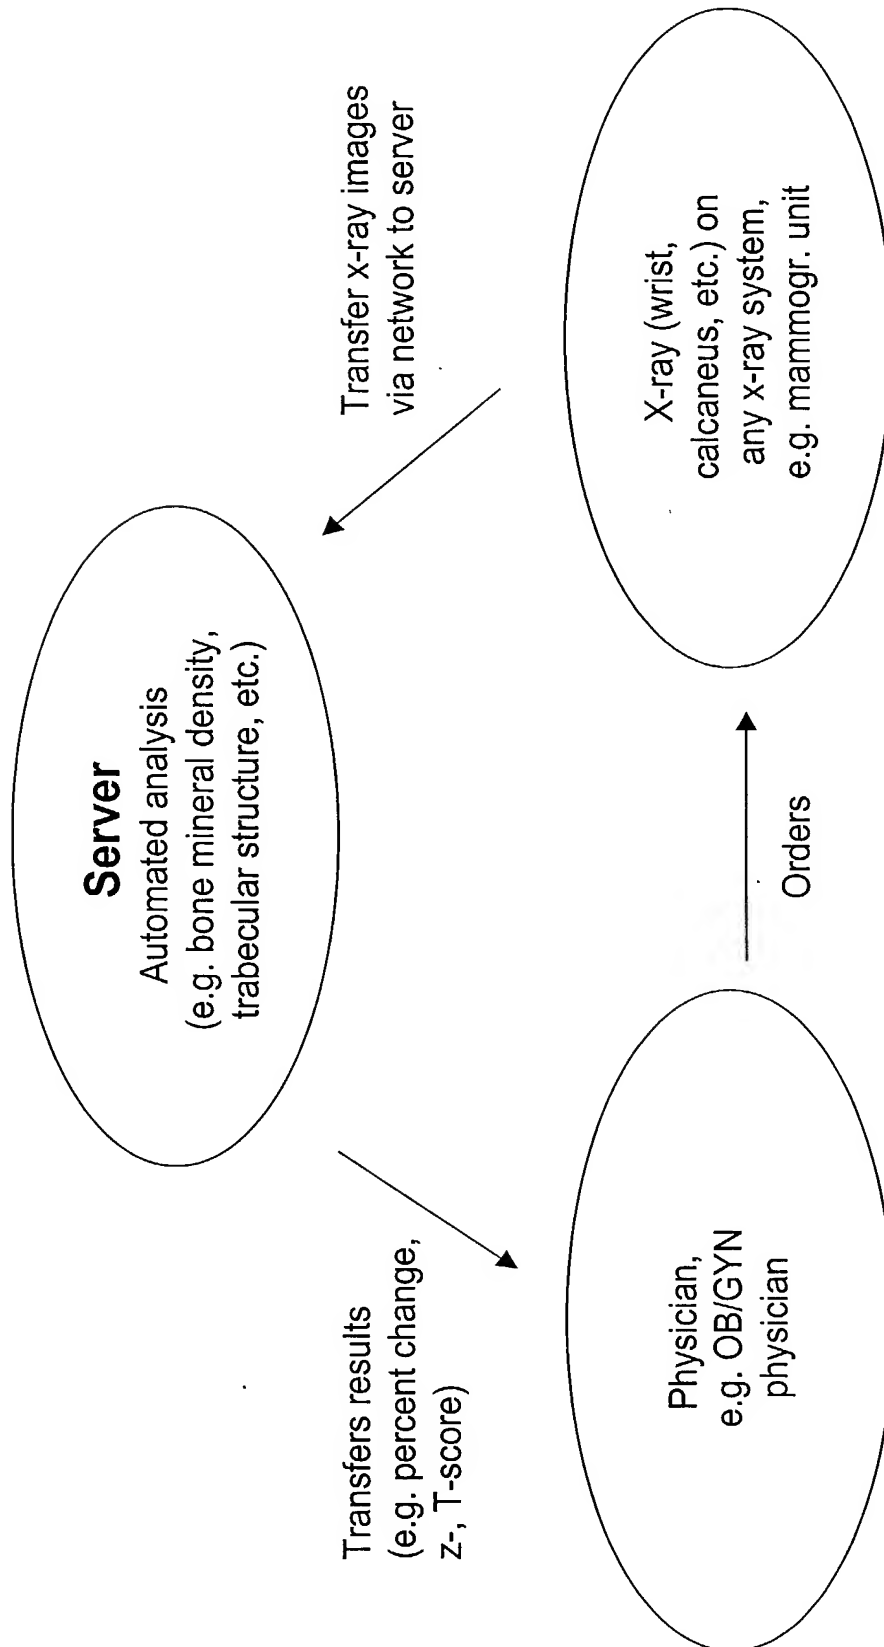 Server
Automated analysis
(e.g. bone mineral density,
trabecular structure, etc.)
Transfers results
(e.g. percent change,
z-, T-score)
Transfer x-ray images
via network to server
Physician,
e.g. OB/GYN
physician
Orders
X-ray (wrist,
calcaneus, etc.) on
any x-ray system,
e.g. mammogr. unit